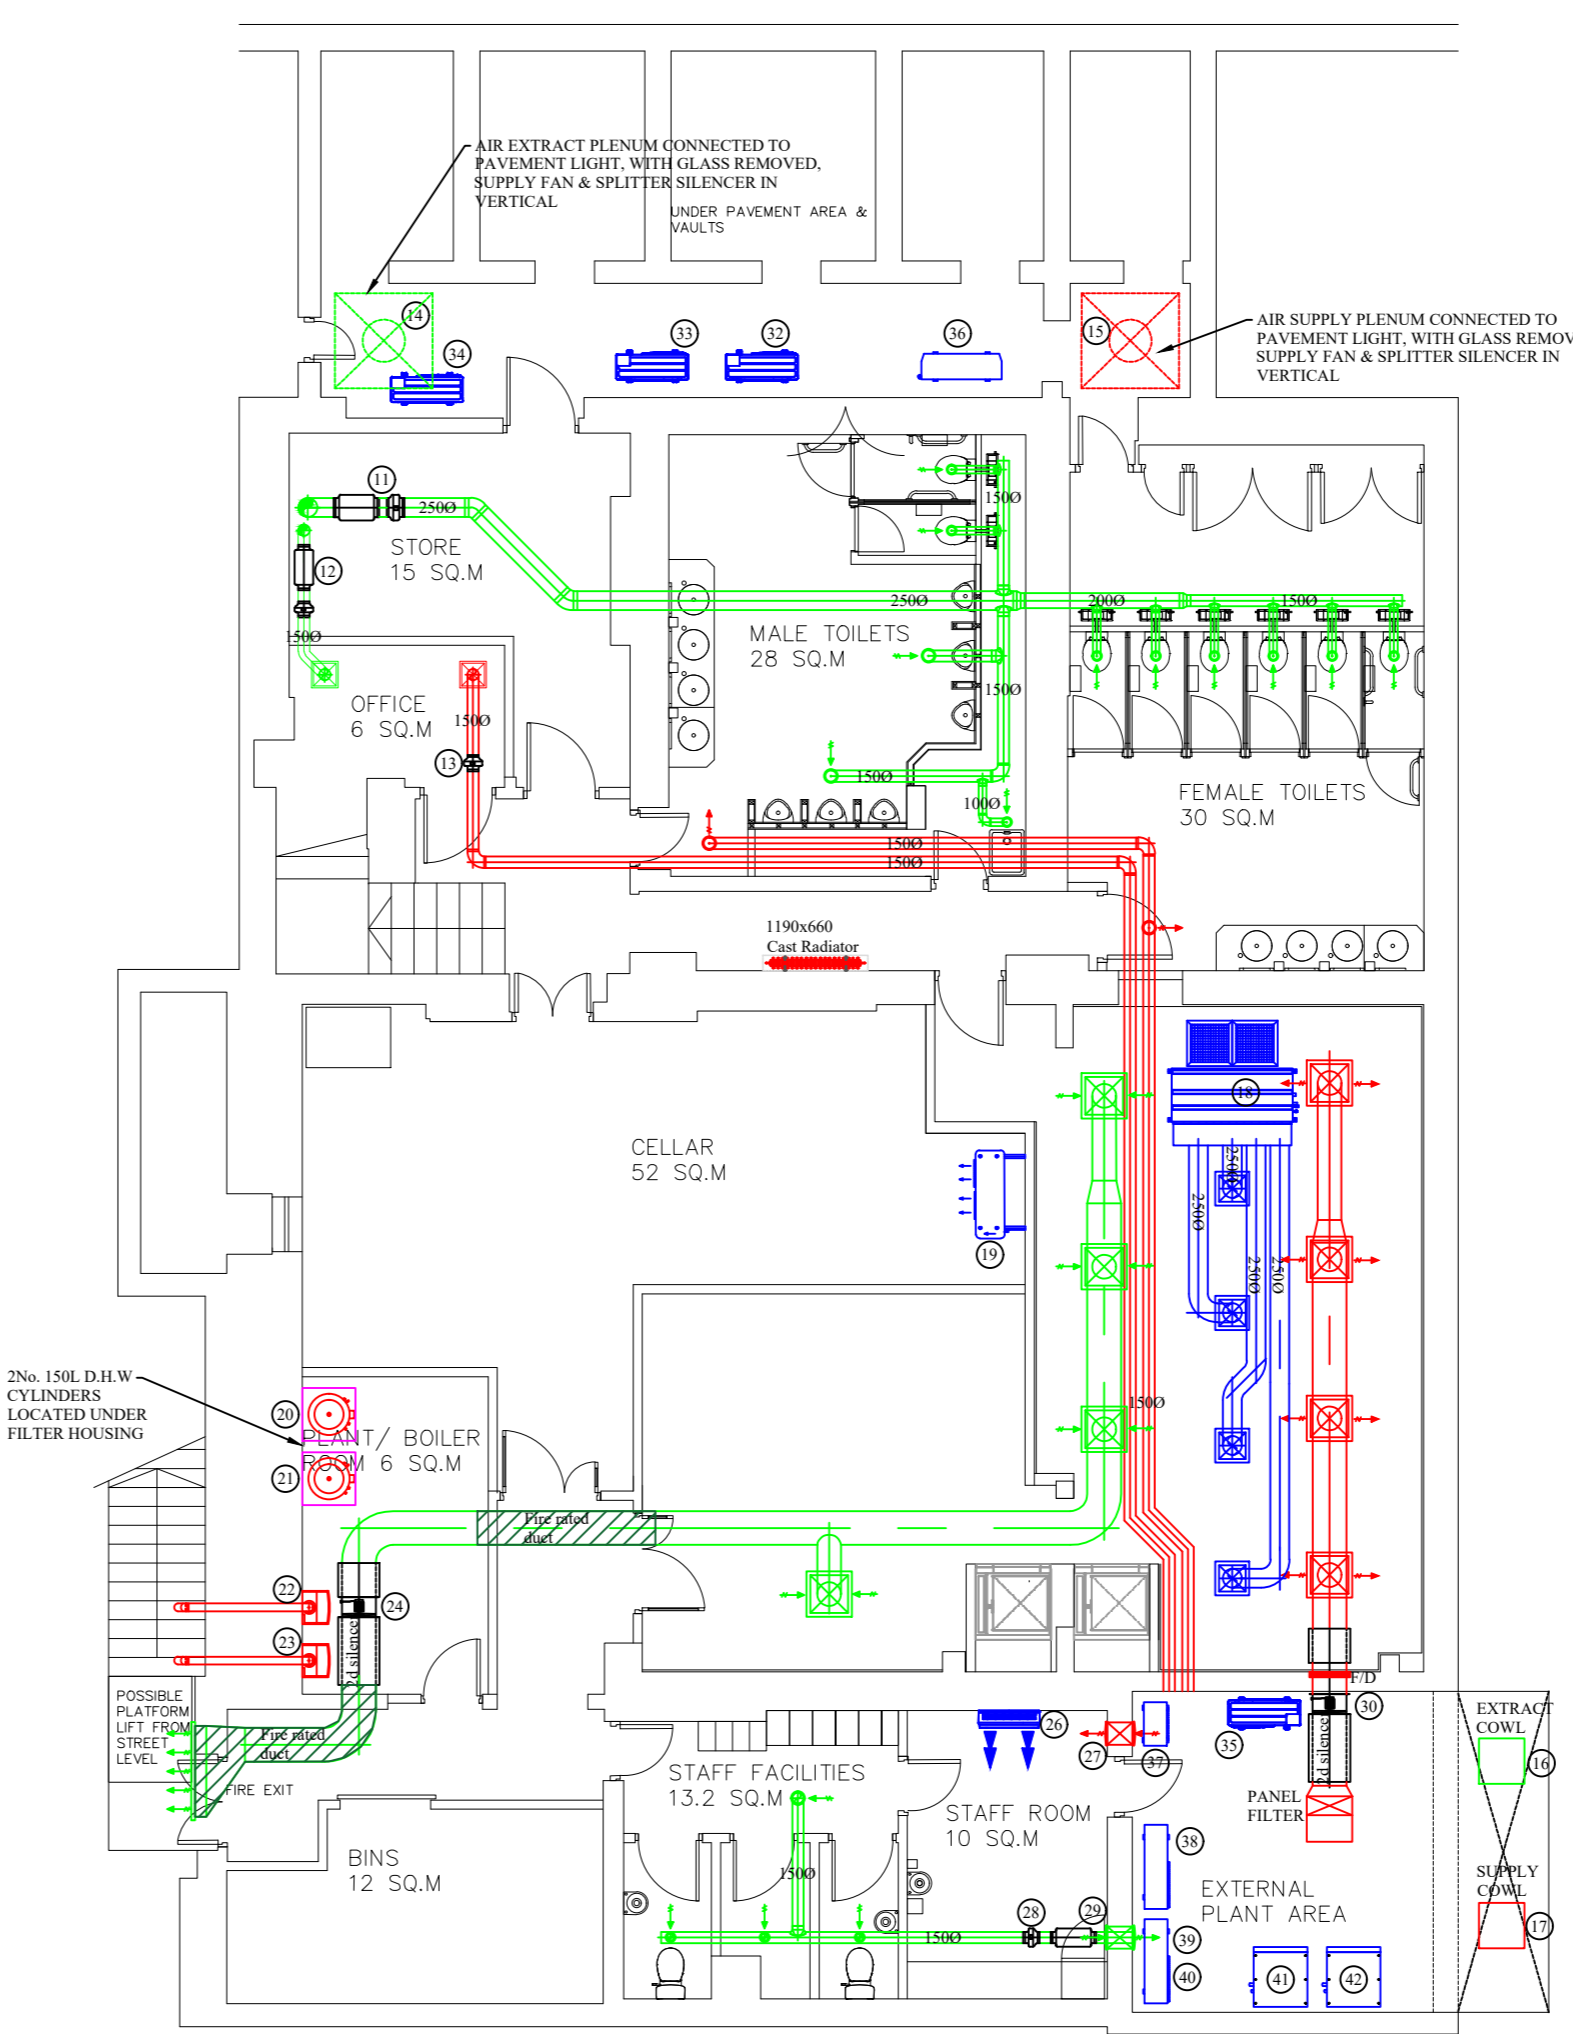 AIR EXTRACT PLENUM CONNECTED TO
PAVEMENT LIGHT, WITH GLASS REMOVED,
SUPPLY FAN & SPLITTER SILENCER IN
VERTICAL
UNDER PAVEMENT AREA &
VAULTS
14
34
33
32
36
15
AIR SUPPLY PLENUM CONNECTED TO
PAVEMENT LIGHT, WITH GLASS REMOV
SUPPLY FAN & SPLITTER SILENCER IN
VERTICAL
11
250Ø
STORE
15 SQ.M
12
150Ø
150Ø
250Ø
200Ø
150Ø
MALE TOILETS
28 SQ.M
150Ø
OFFICE
6 SQ.M
150Ø
13
150Ø
100Ø
FEMALE TOILETS
30 SQ.M
150Ø
150Ø
1190x660
Cast Radiator
18
CELLAR
52 SQ.M
19
250Ø
250Ø
250Ø
250Ø
2No. 150L D.H.W
CYLINDERS
LOCATED UNDER
FILTER HOUSING
20
PLANT/ BOILER
ROOM 6 SQ.M
21
150Ø
Fire rated
duct
22
24
23
2d silence
POSSIBLE
PLATFORM
LIFT FROM
STREET
LEVEL
Fire rated
duct
FIRE EXIT
F/D
30
2d silence
EXTRACT
COWL
16
26
27
37
35
STAFF FACILITIES
13.2 SQ.M
STAFF ROOM
10 SQ.M
PANEL
FILTER
38
BINS
12 SQ.M
150Ø
EXTERNAL
PLANT AREA
SUPPLY
COWL
17
150Ø
28
29
39
40
41
42